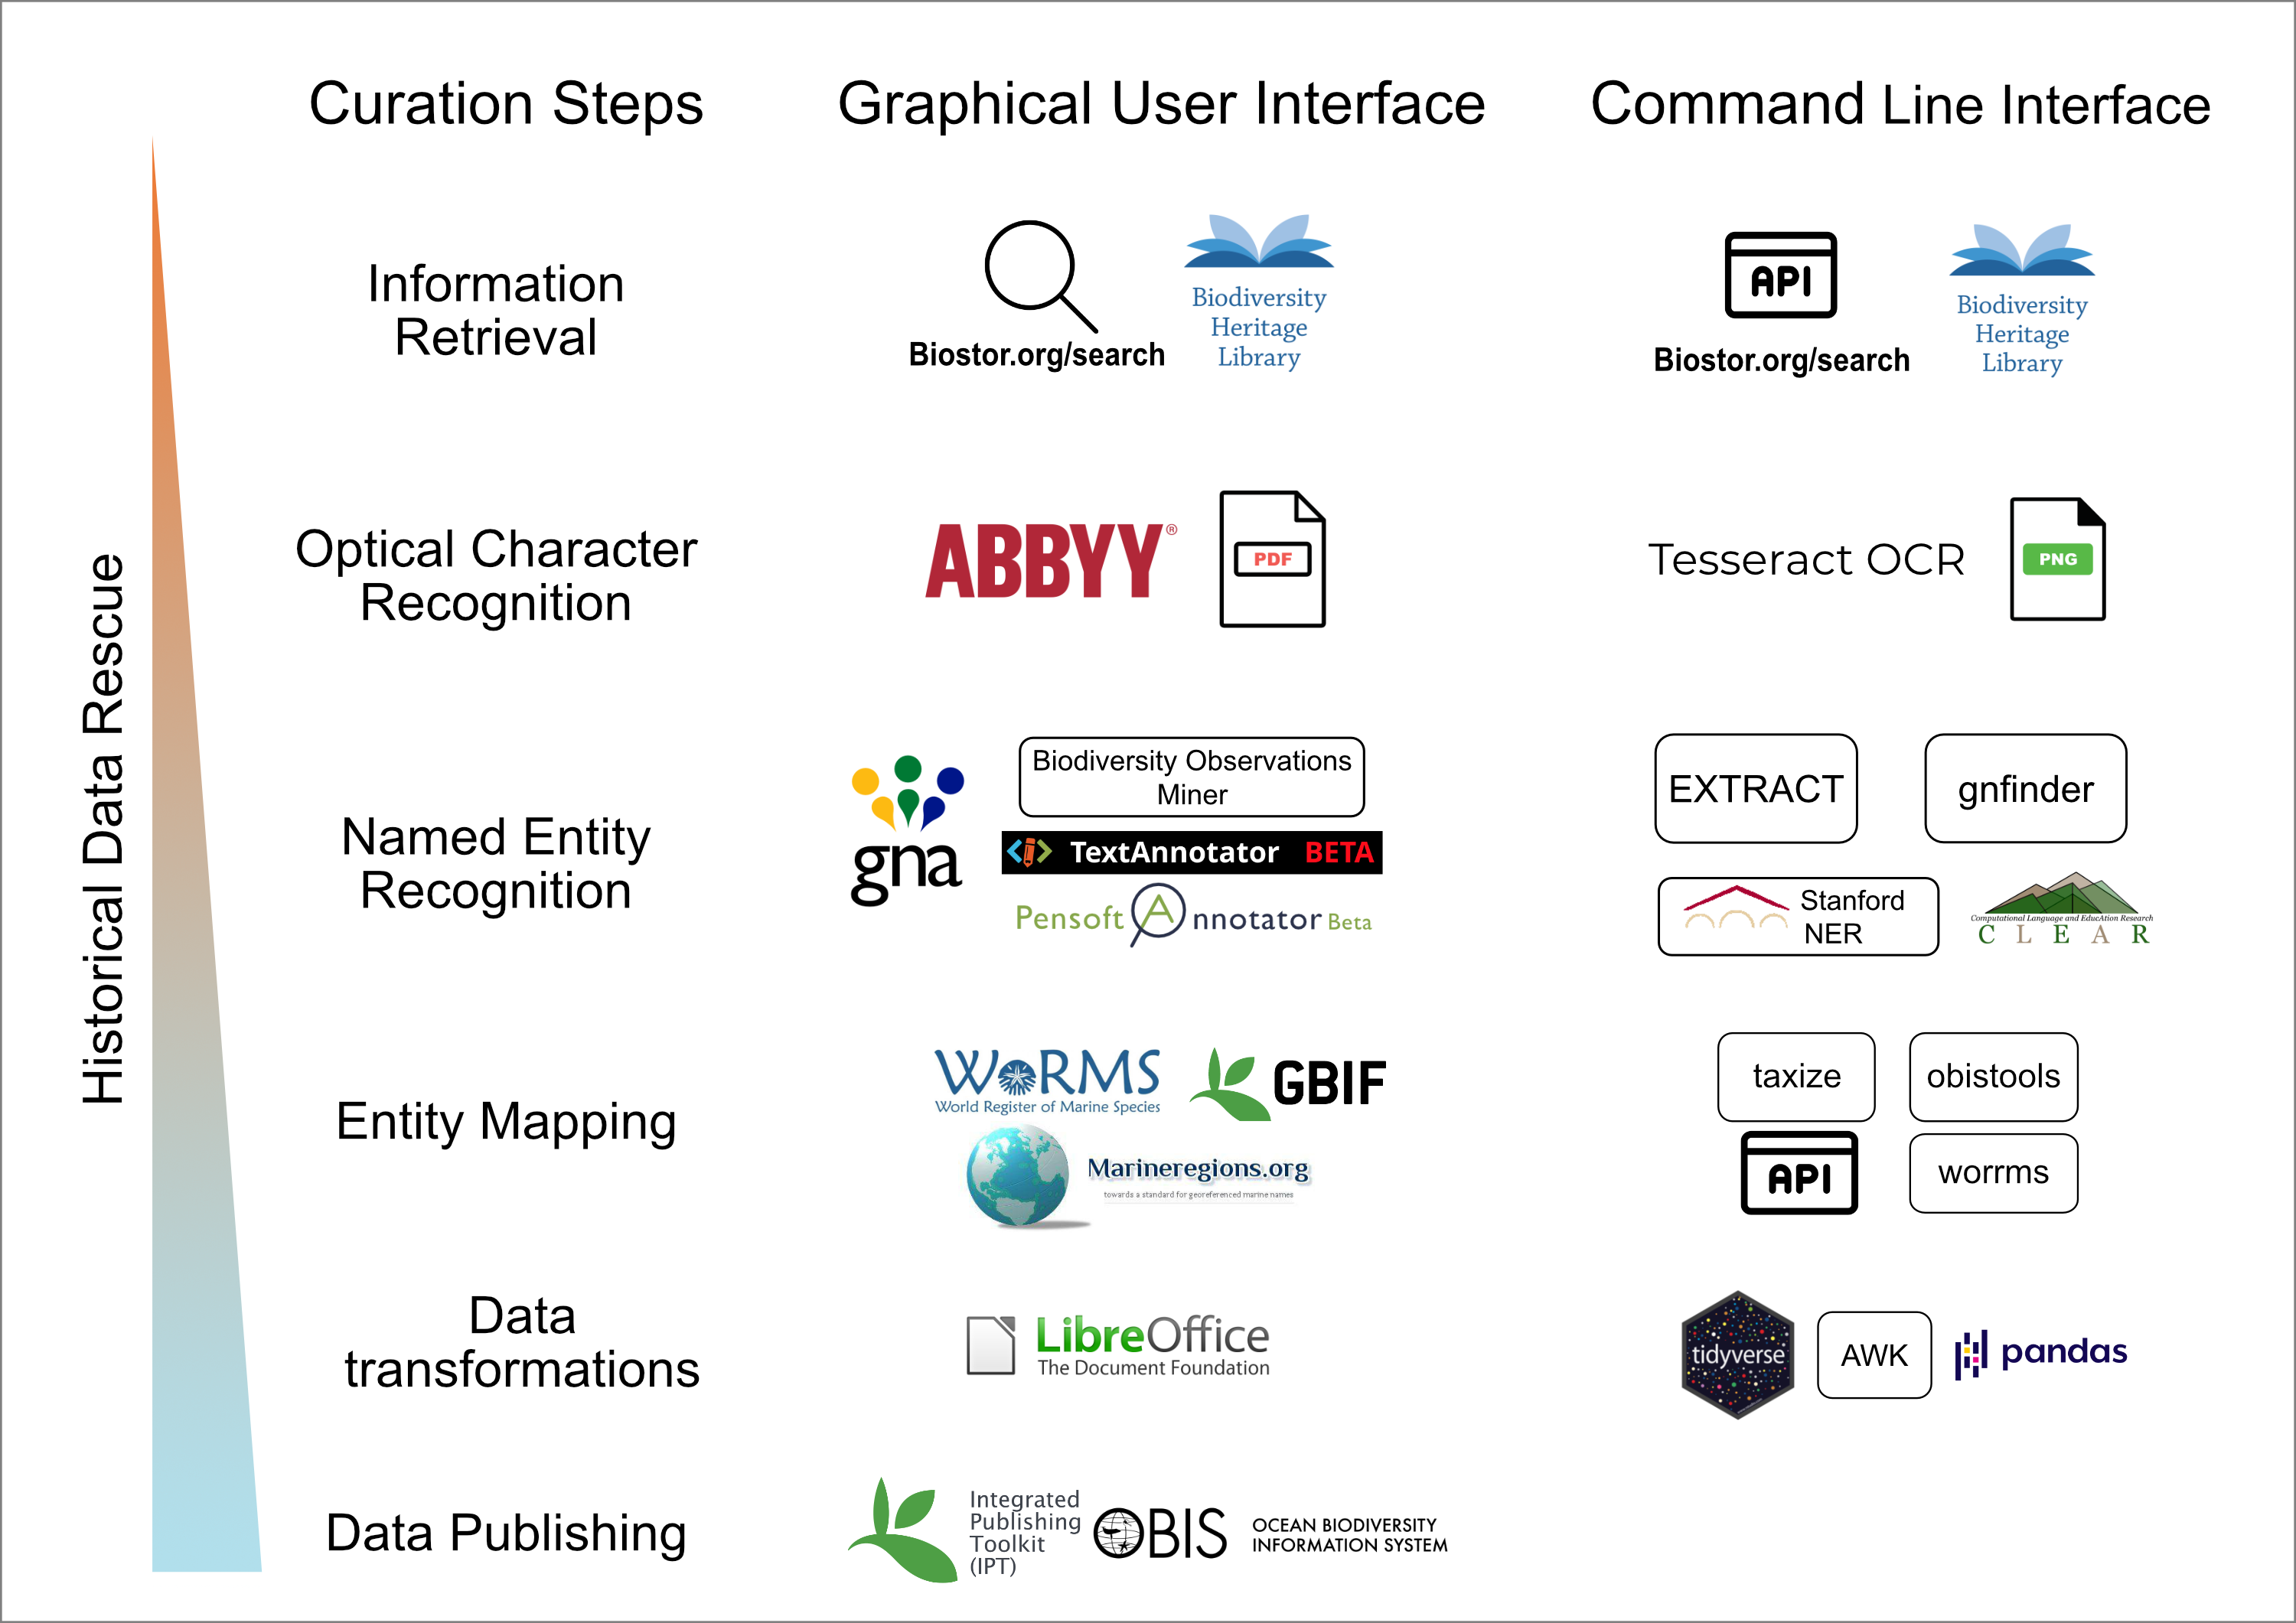 Curation Steps
Graphical User Interface
Command Line Interface
Historical Data Rescue
Information
Retrieval
Biostor.org/search
Biodiversity
Heritage
Library
API
Biostor.org/search
Biodiversity
Heritage
Library
Optical Character
Recognition
ABBYY®
PDF
Tesseract OCR
PNG
Named Entity
Recognition
gna
Biodiversity Observations
Miner
TextAnnotator BETA
Pensoft Annotator Beta
EXTRACT
gnfinder
Stanford
NER
Computational Language and EducAtion Research
C L E A R
Entity Mapping
WoRMS
World Register of Marine Species
GBIF
Marineregions.org
towards a standard for georeferenced marine names
taxize
obistools
API
worrms
Data
transformations
LibreOffice
The Document Foundation
tidyverse
AWK
pandas
Data Publishing
Integrated
Publishing
Toolkit
(IPT)
OBIS
OCEAN BIODIVERSITY
INFORMATION SYSTEM